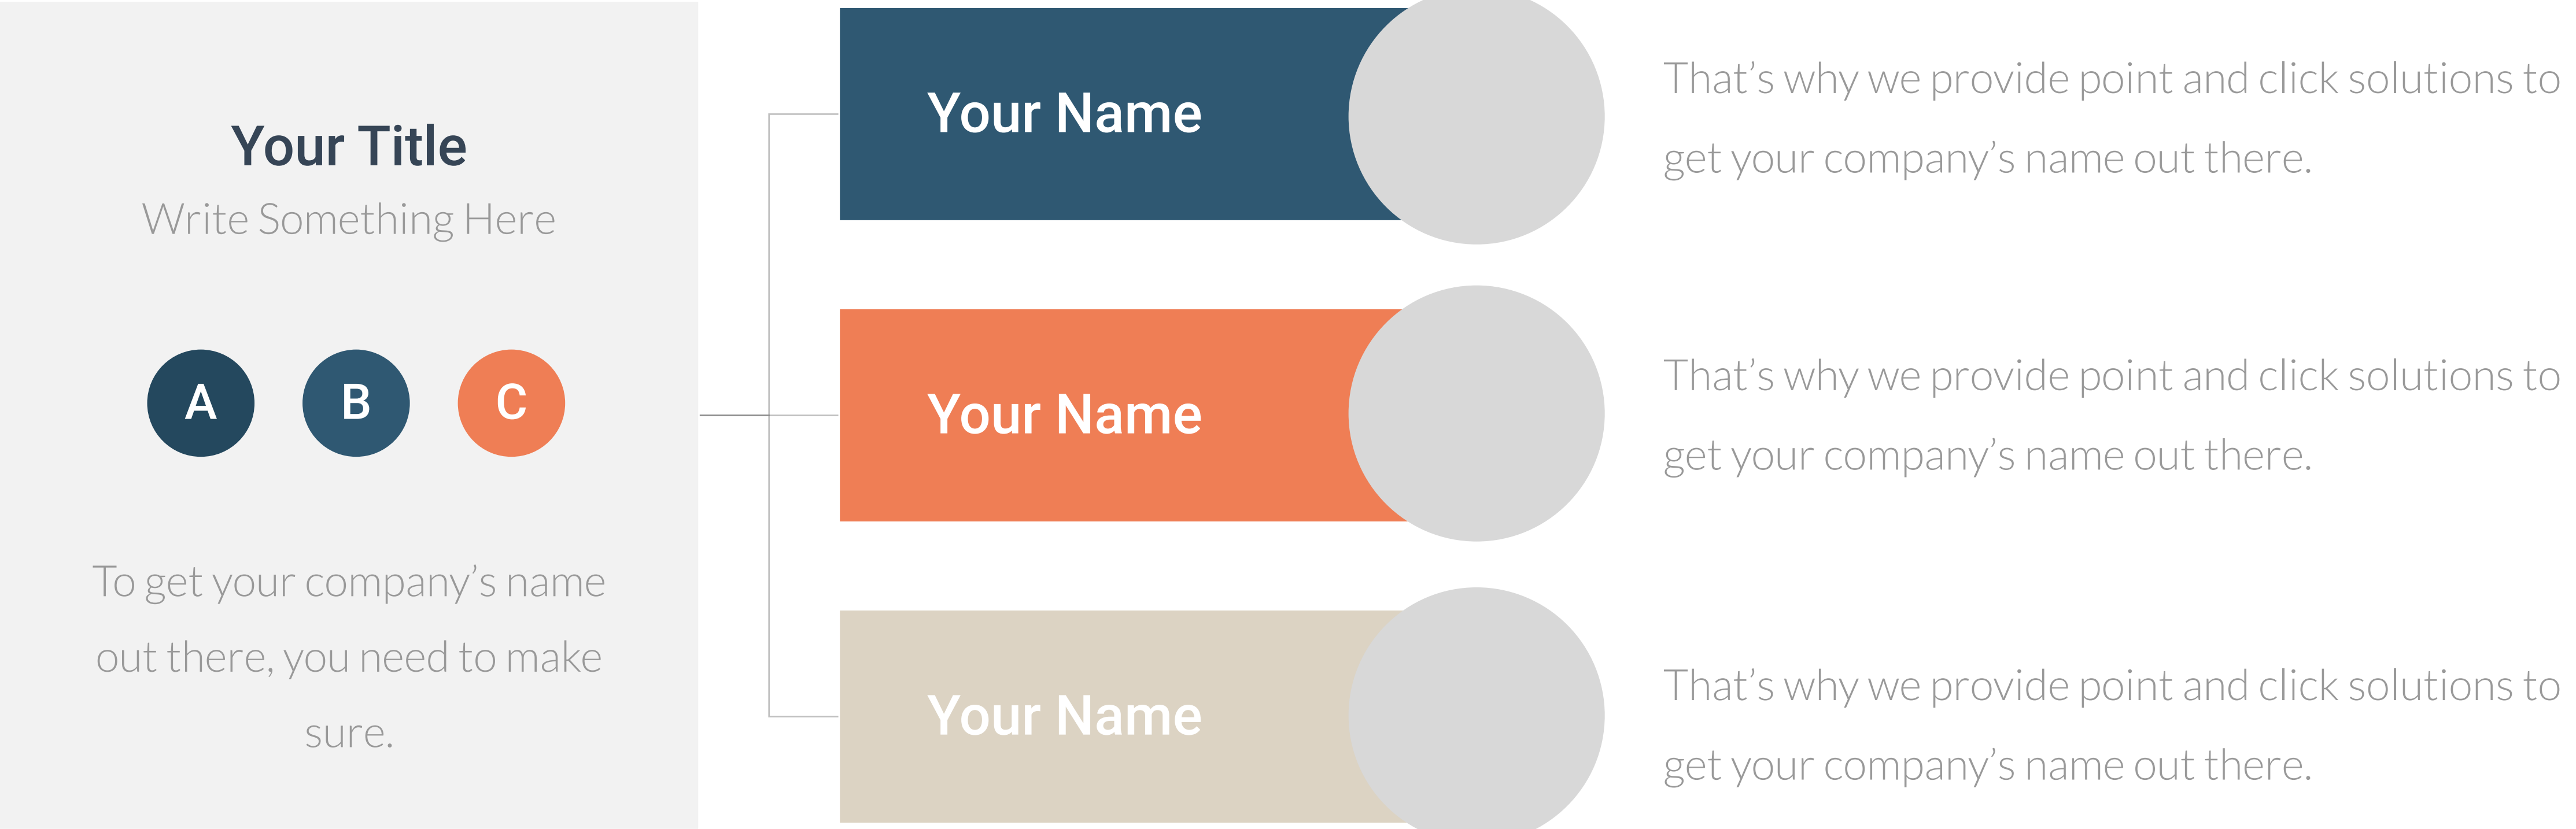 Your Title
Write Something Here
A B C
To get your company’s name
out there, you need to make
sure.
Your Name
That’s why we provide point and click solutions to
get your company’s name out there.
Your Name
That’s why we provide point and click solutions to
get your company’s name out there.
Your Name
That’s why we provide point and click solutions to
get your company’s name out there.